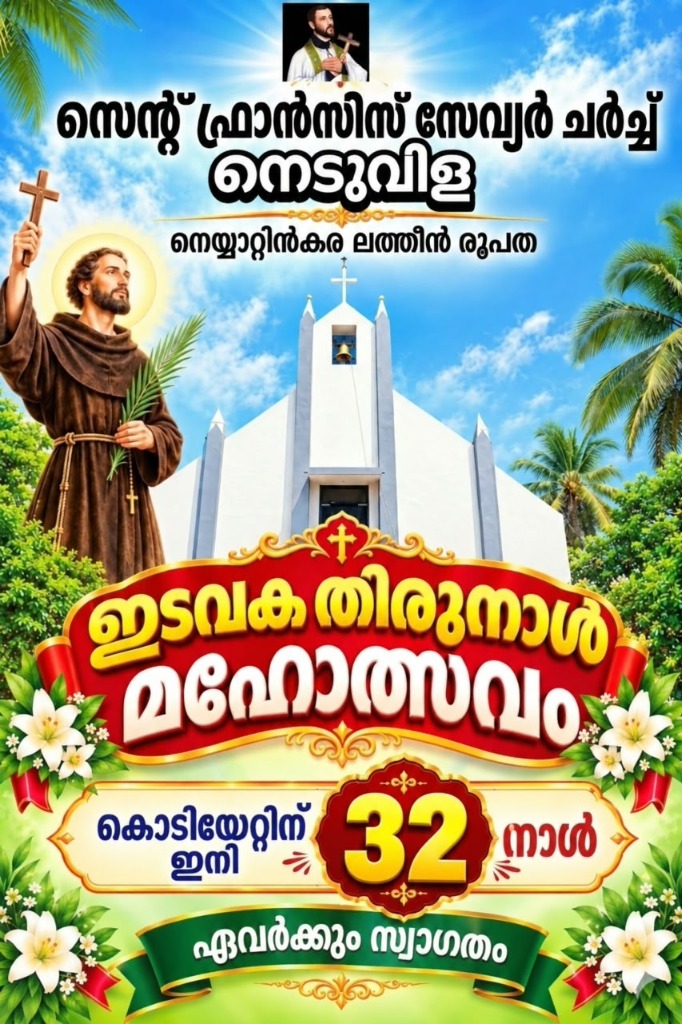 സെന്റ് ഫ്രാൻസിസ് സേവ്യർ ചർച്ച്
നെടുവിള
നെയ്യാറ്റിൻകര ലത്തീൻ രൂപത
ഇടവക തിരുനാൾ
മഹോത്സവം
കൊടിയേറ്റിന്
ഇനി
32
നാൾ
ഏവർക്കും സ്വാഗതം